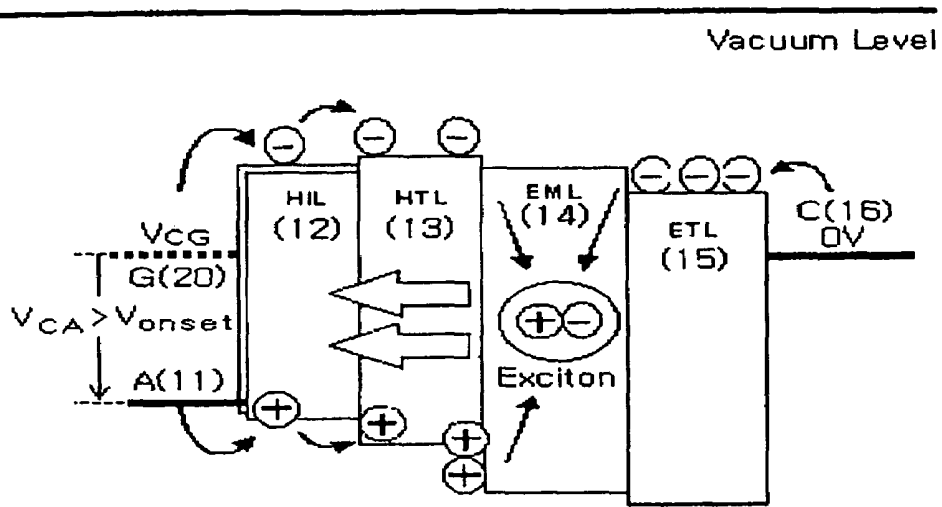 Vacuum Level
HIL
(12)
HTL
(13)
EML
(14)
ETL
(15)
C(16)
0V
VCG
G(20)
VCA>Vonset
A(11)
Exciton